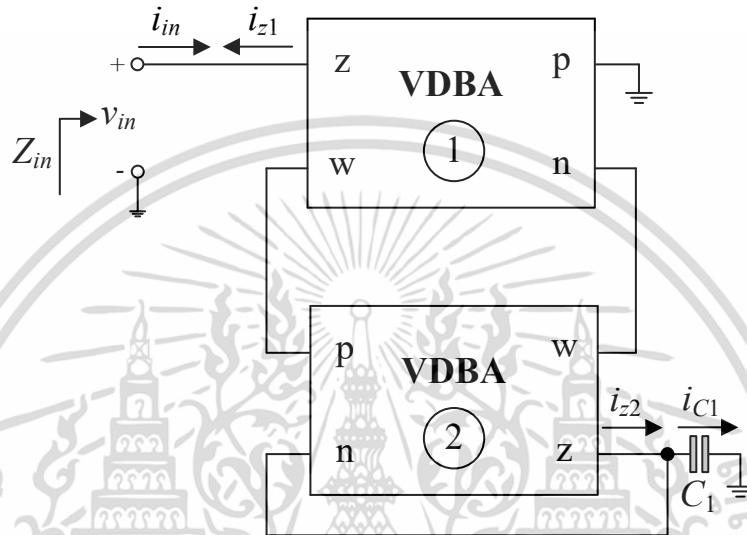 i_in i_z1
+ z VDBA p
v_in
Z_in
1
- w n
p VDBA w
i_z2 i_C1
2
n z
C_1